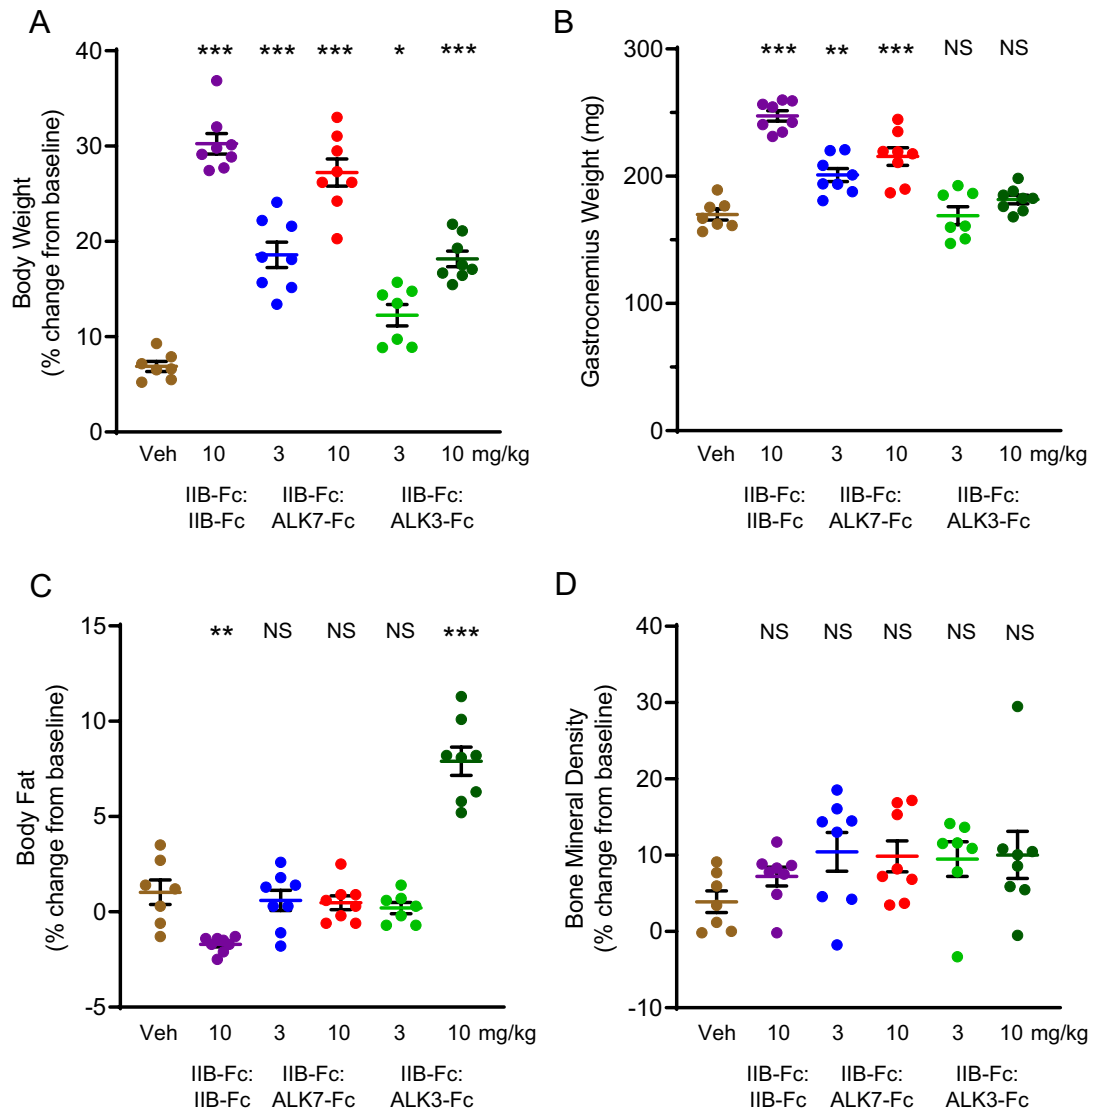 A
Body Weight
(% change from baseline)
40
30
20
10
0
*** *** *** * ***
Veh 10 3 10 3 10 mg/kg
IIB-Fc: IIB-Fc: IIB-Fc:
IIB-Fc ALK7-Fc ALK3-Fc
B
Gastrocnemius Weight (mg)
300
200
100
0
*** ** *** NS NS
Veh 10 3 10 3 10 mg/kg
IIB-Fc: IIB-Fc: IIB-Fc:
IIB-Fc ALK7-Fc ALK3-Fc
C
Body Fat
(% change from baseline)
15
10
5
0
-5
** NS NS NS ***
Veh 10 3 10 3 10 mg/kg
IIB-Fc: IIB-Fc: IIB-Fc:
IIB-Fc ALK7-Fc ALK3-Fc
D
Bone Mineral Density
(% change from baseline)
40
30
20
10
0
-10
NS NS NS NS NS
Veh 10 3 10 3 10 mg/kg
IIB-Fc: IIB-Fc: IIB-Fc:
IIB-Fc ALK7-Fc ALK3-Fc